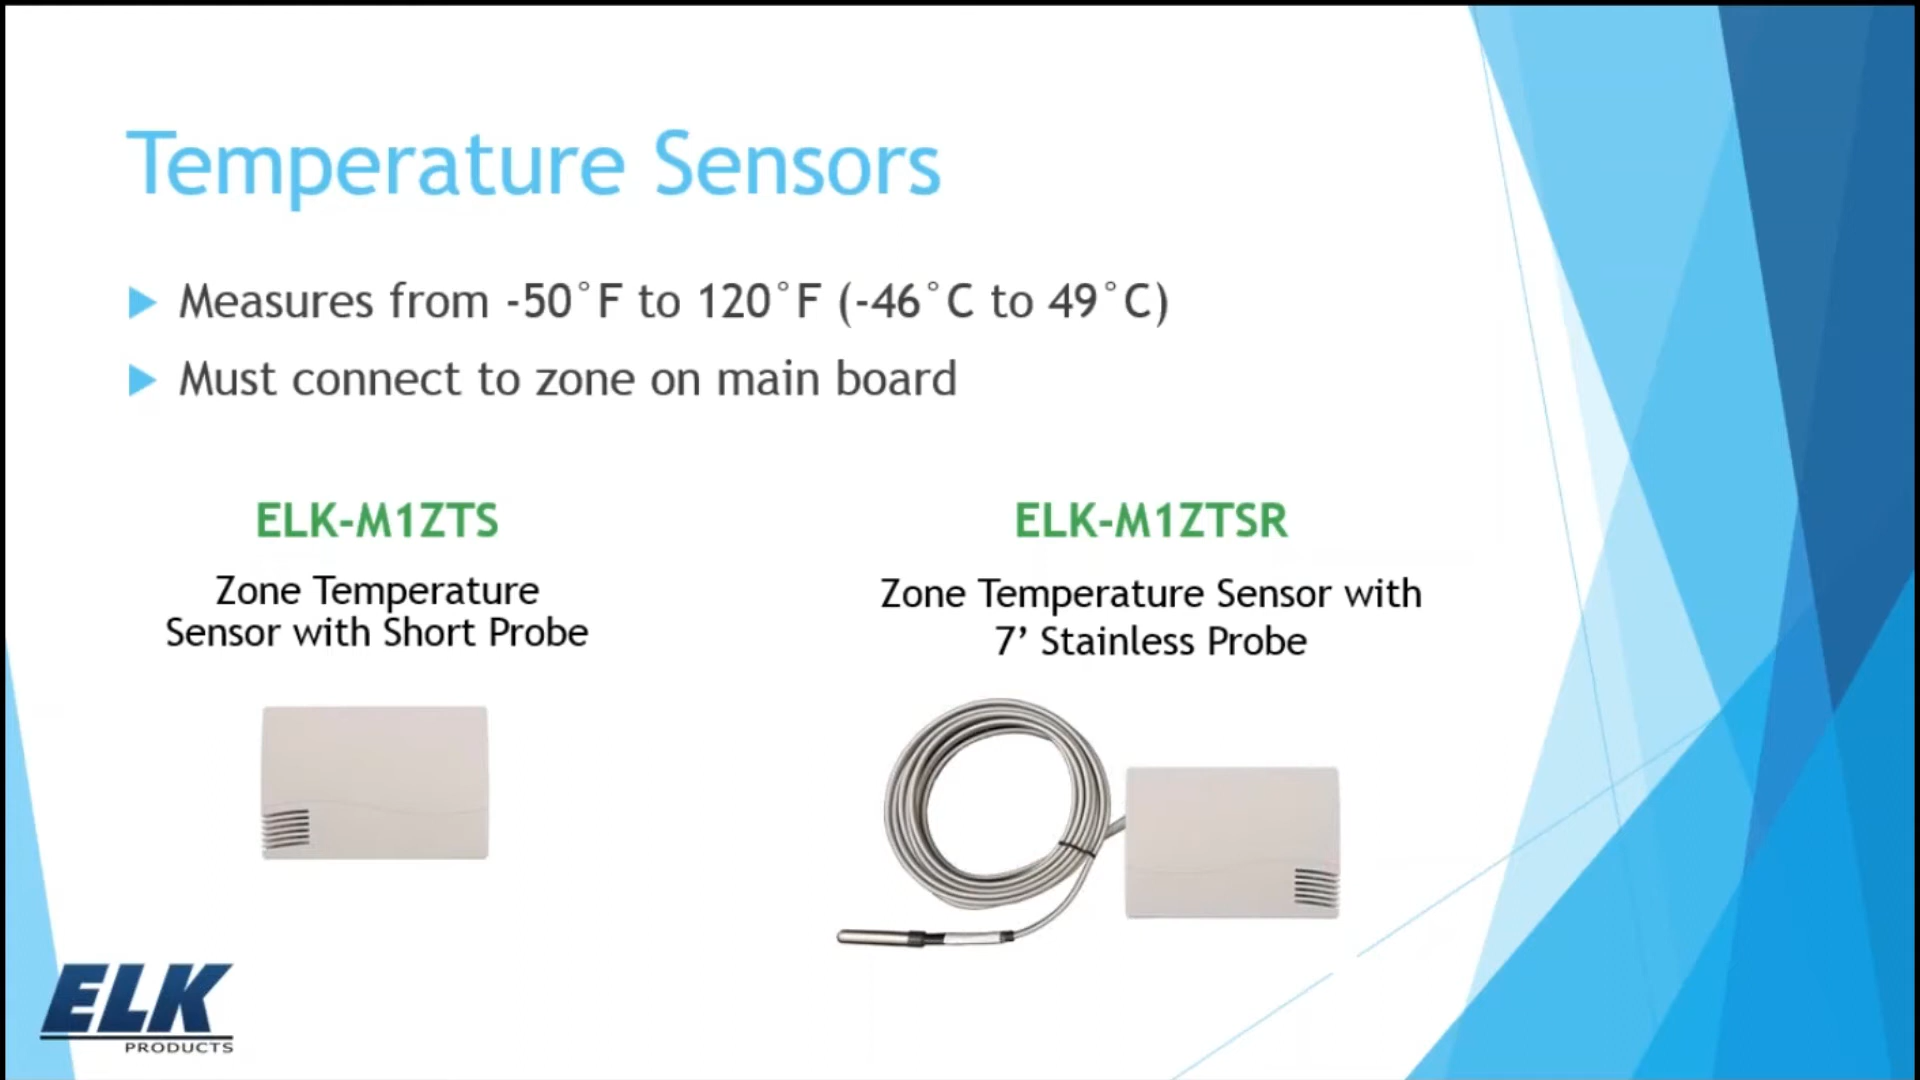 Temperature Sensors
Measures from -50°F to 120°F (-46°C to 49°C)
Must connect to zone on main board
ELK-M1ZTS
Zone Temperature
Sensor with Short Probe
ELK-M1ZTSR
Zone Temperature Sensor with
7’ Stainless Probe
ELK
PRODUCTS